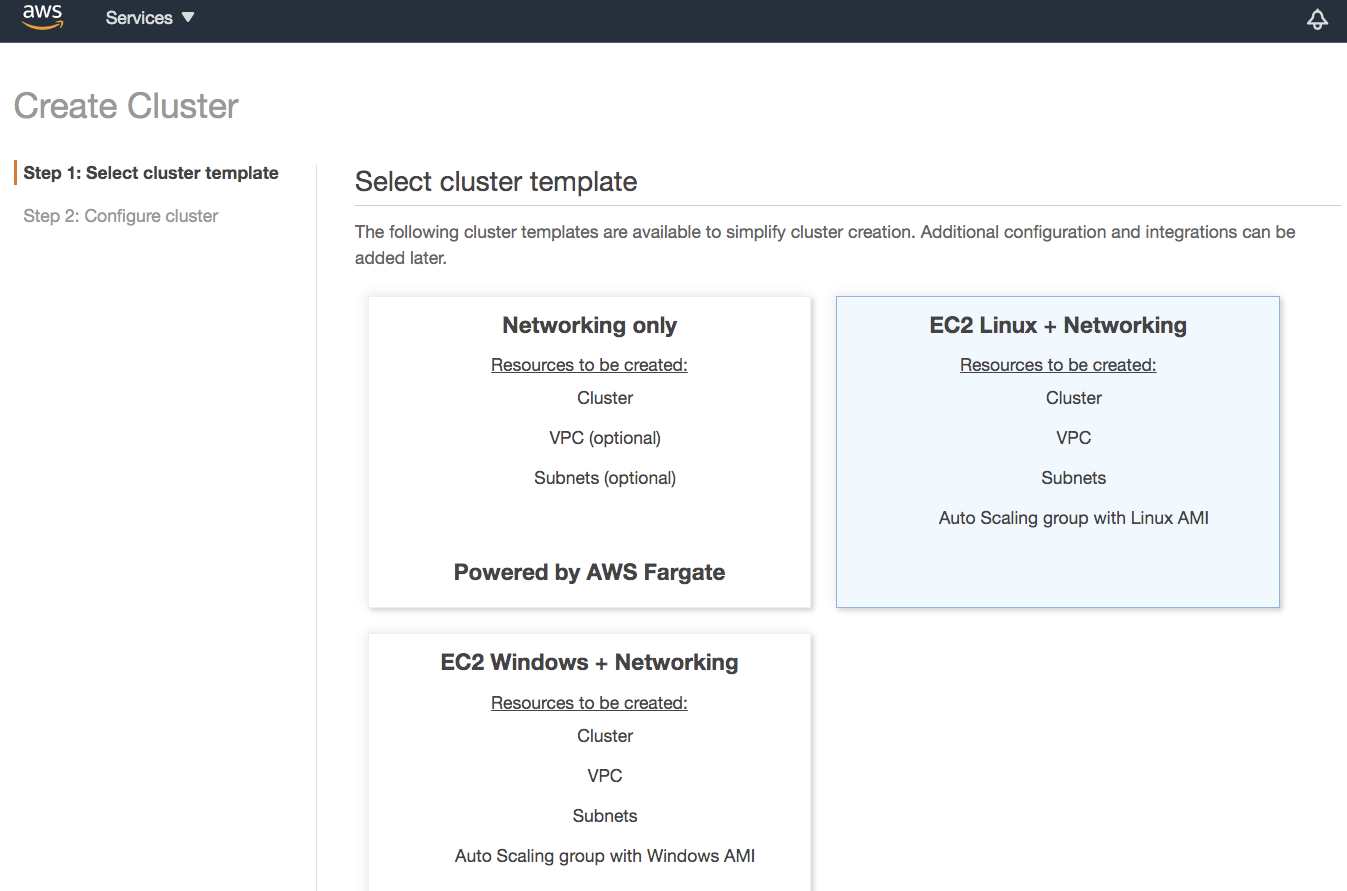 aws
Services
Create Cluster
Step 1: Select cluster template
Step 2: Configure cluster
Select cluster template
The following cluster templates are available to simplify cluster creation. Additional configuration and integrations can be
added later.
Networking only
Resources to be created:
Cluster
VPC (optional)
Subnets (optional)
Powered by AWS Fargate
EC2 Linux + Networking
Resources to be created:
Cluster
VPC
Subnets
Auto Scaling group with Linux AMI
EC2 Windows + Networking
Resources to be created:
Cluster
VPC
Subnets
Auto Scaling group with Windows AMI